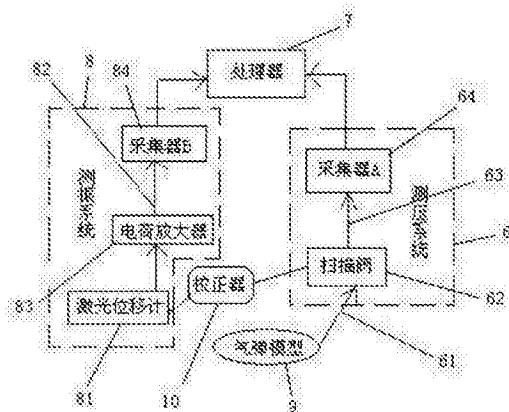 7
处理器
82
8
84
64
采集器B
采集器A
63
测振系统
测压系统
6
电荷放大器
校正器
扫描阀
83
激光位移计
62
气弹模型
61
81
10
9